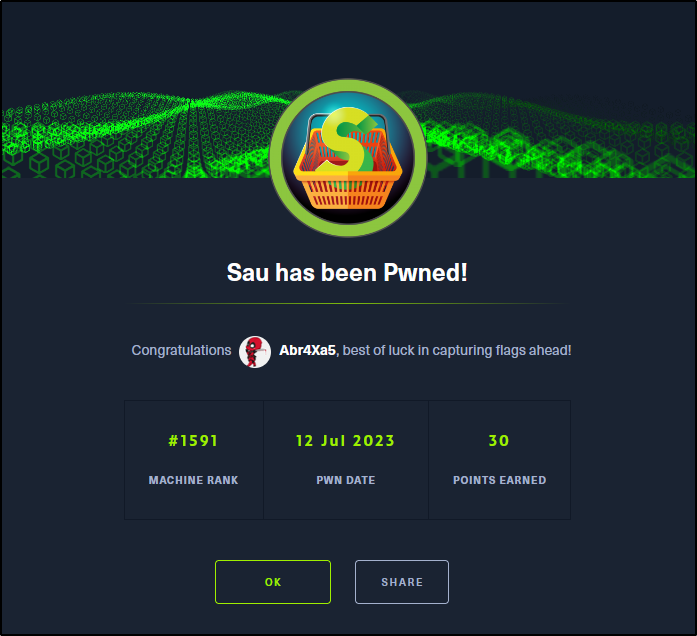 S
Sau has been Pwned!
Congratulations Abr4Xa5, best of luck in capturing flags ahead!
#1591 12 Jul 2023 30
MACHINE RANK PWN DATE POINTS EARNED
OK SHARE